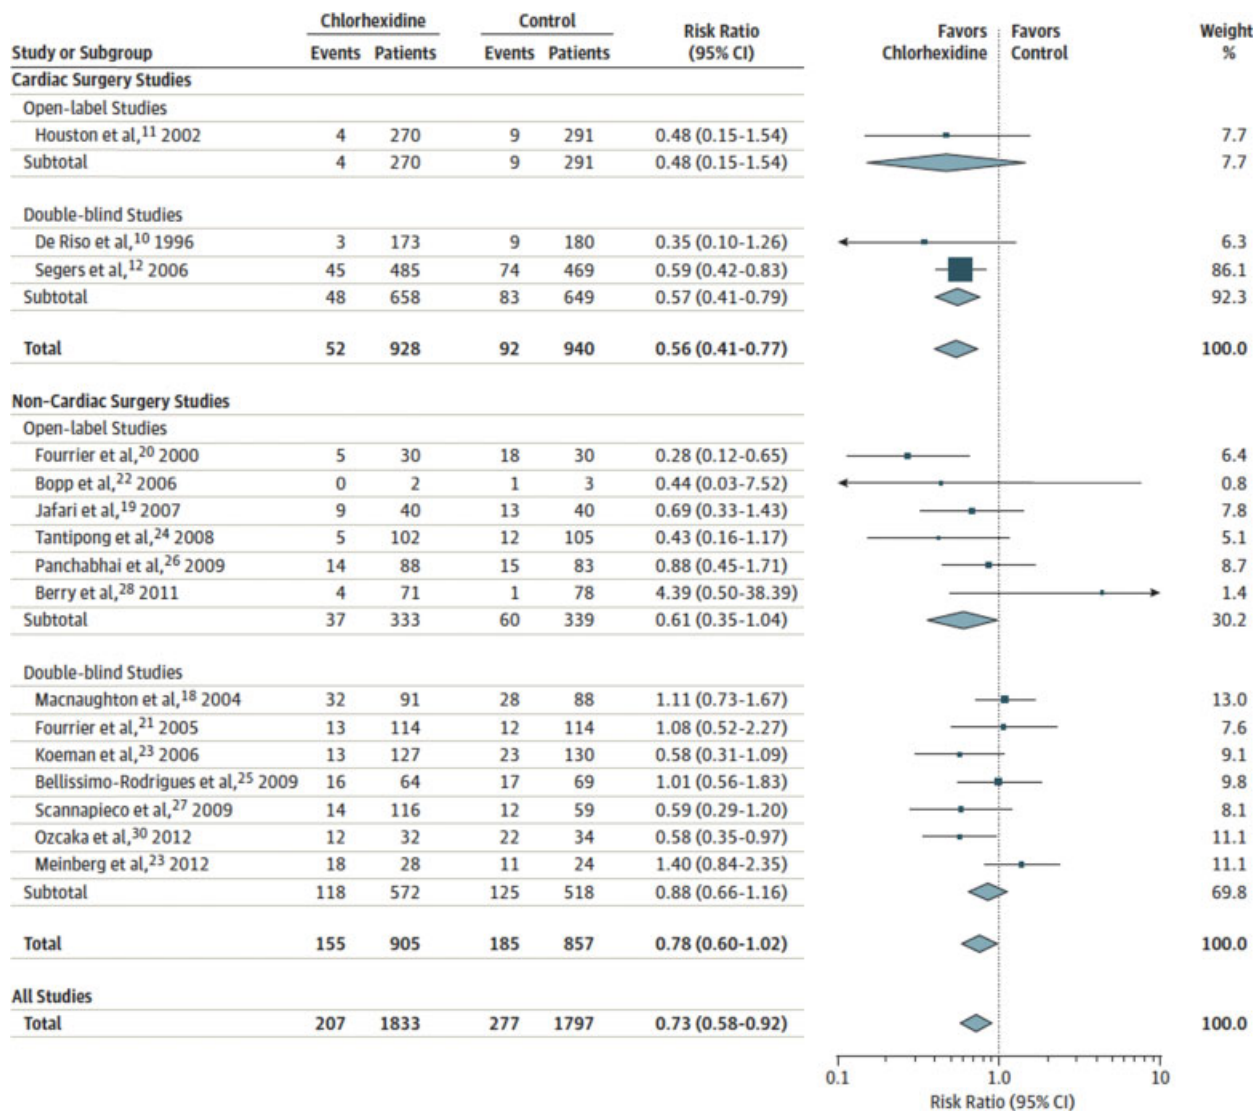 Chlorhexidine Control Favors Favors Weight
Study or Subgroup Events Patients Events Patients Risk Ratio (95% CI) Chlorhexidine Control %
Cardiac Surgery Studies
Open-label Studies
Houston et al,11 2002 4 270 9 291 0.48 (0.15-1.54) 7.7
Subtotal 4 270 9 291 0.48 (0.15-1.54) 7.7
Double-blind Studies
De Riso et al,10 1996 3 173 9 180 0.35 (0.10-1.26) 6.3
Segers et al,12 2006 45 485 74 469 0.59 (0.42-0.83) 86.1
Subtotal 48 658 83 649 0.57 (0.41-0.79) 92.3
Total 52 928 92 940 0.56 (0.41-0.77) 100.0
Non-Cardiac Surgery Studies
Open-label Studies
Fourrier et al,20 2000 5 30 18 30 0.28 (0.12-0.65) 6.4
Bopp et al,22 2006 0 2 1 3 0.44 (0.03-7.52) 0.8
Jafari et al,19 2007 9 40 13 40 0.69 (0.33-1.43) 7.8
Tantipong et al,24 2008 5 102 12 105 0.43 (0.16-1.17) 5.1
Panchabhai et al,26 2009 14 88 15 83 0.88 (0.45-1.71) 8.7
Berry et al,28 2011 4 71 1 78 4.39 (0.50-38.39) 1.4
Subtotal 37 333 60 339 0.61 (0.35-1.04) 30.2
Double-blind Studies
Macnaughton et al,18 2004 32 91 28 88 1.11 (0.73-1.67) 13.0
Fourrier et al,21 2005 13 114 12 114 1.08 (0.52-2.27) 7.6
Koeman et al,23 2006 13 127 23 130 0.58 (0.31-1.09) 9.1
Bellissimo-Rodrigues et al,25 2009 16 64 17 69 1.01 (0.56-1.83) 9.8
Scannapieco et al,27 2009 14 116 12 59 0.59 (0.29-1.20) 8.1
Ozcaka et al,30 2012 12 32 22 34 0.58 (0.35-0.97) 11.1
Meinberg et al,23 2012 18 28 11 24 1.40 (0.84-2.35) 11.1
Subtotal 118 572 125 518 0.88 (0.66-1.16) 69.8
Total 155 905 185 857 0.78 (0.60-1.02) 100.0
All Studies
Total 207 1833 277 1797 0.73 (0.58-0.92) 100.0
0.1 1.0 10
Risk Ratio (95% CI)